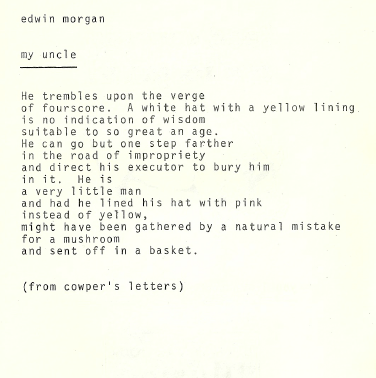 edwin morgan
my uncle
He trembles upon the verge
of fourscore.  A white hat with a yellow lining
is no indication of wisdom
suitable to so great an age.
He can go but one step farther
in the road of impropriety
and direct his executor to bury him
in it.  He is
a very little man
and had he lined his hat with pink
instead of yellow,
might have been gathered by a natural mistake
for a mushroom
and sent off in a basket.
(from cowper's letters)